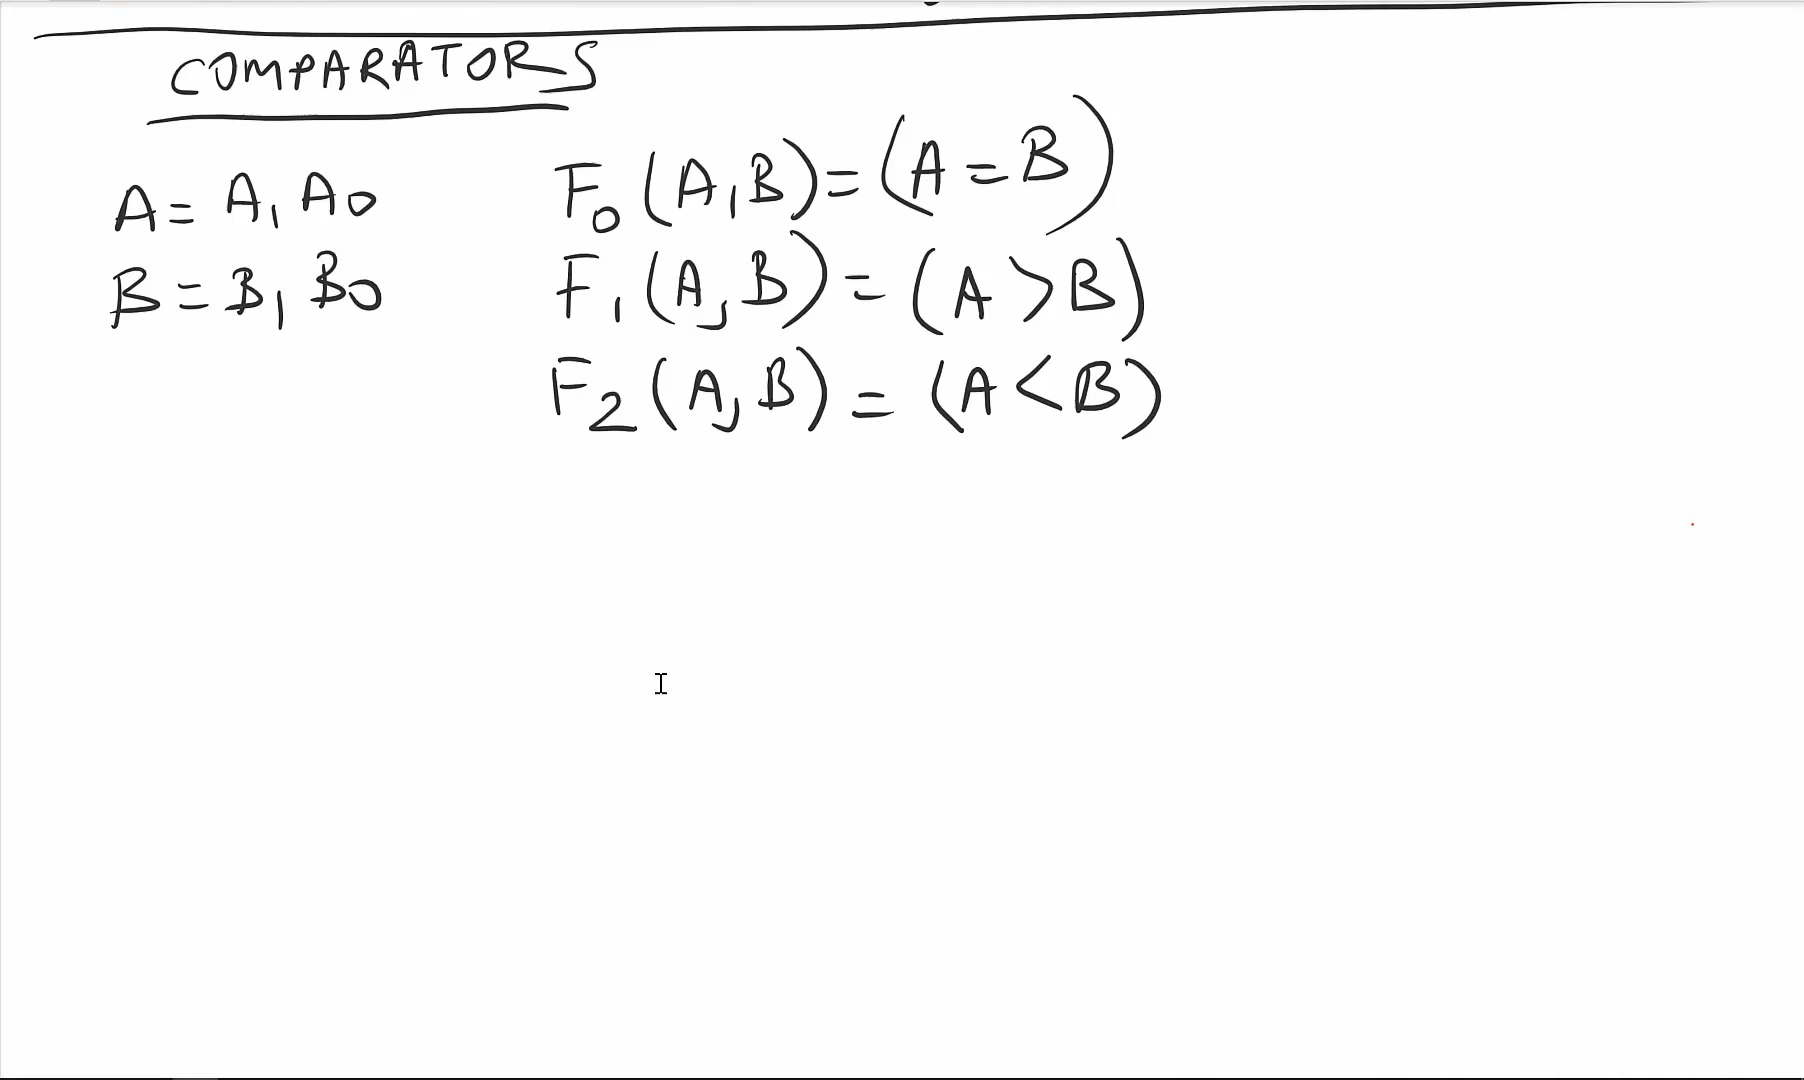 COMPARATORS
A = A₁ A₀
B = B₁ B₀
F₀ (A, B) = (A = B)
F₁ (A, B) = (A > B)
F₂ (A, B) = (A < B)